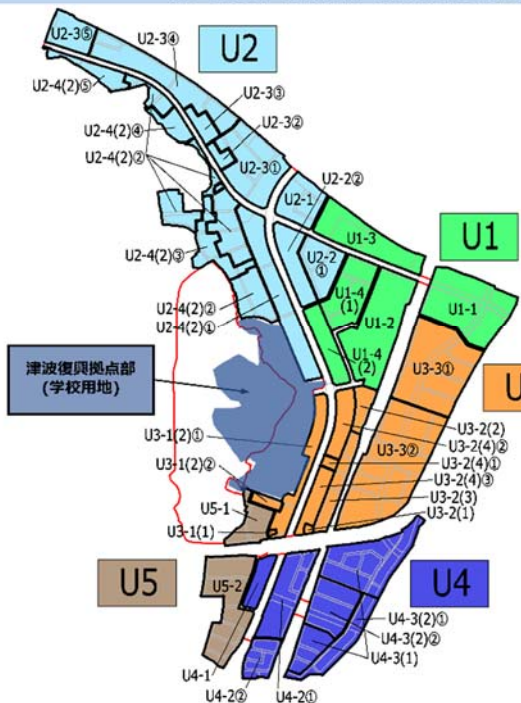 U2-3⑤
U2-3④
U2
U2-4(2)⑤
U2-3③
U2-4(2)④
U2-3②
U2-4(2)②
U2-3①
U2-2②
U2-1
U1-3
U2-4(2)③
U2-2
①
U1
U1-4
(1)
U1-1
U2-4(2)②
U1-2
U2-4(2)①
U1-4
(2)
U3-3①
津波復興拠点部
(学校用地)
U
U3-2(2)
U3-1(2)①
U3-3②
U3-2(4)②
U3-2(4)①
U3-1(2)②
U3-2(4)③
U3-2(3)
U5-1
U3-2(1)
U3-1(1)
U5
U5-2
U4
U4-3(2)①
U4-3(2)②
U4-1
U4-3(1)
U4-2②
U4-2①